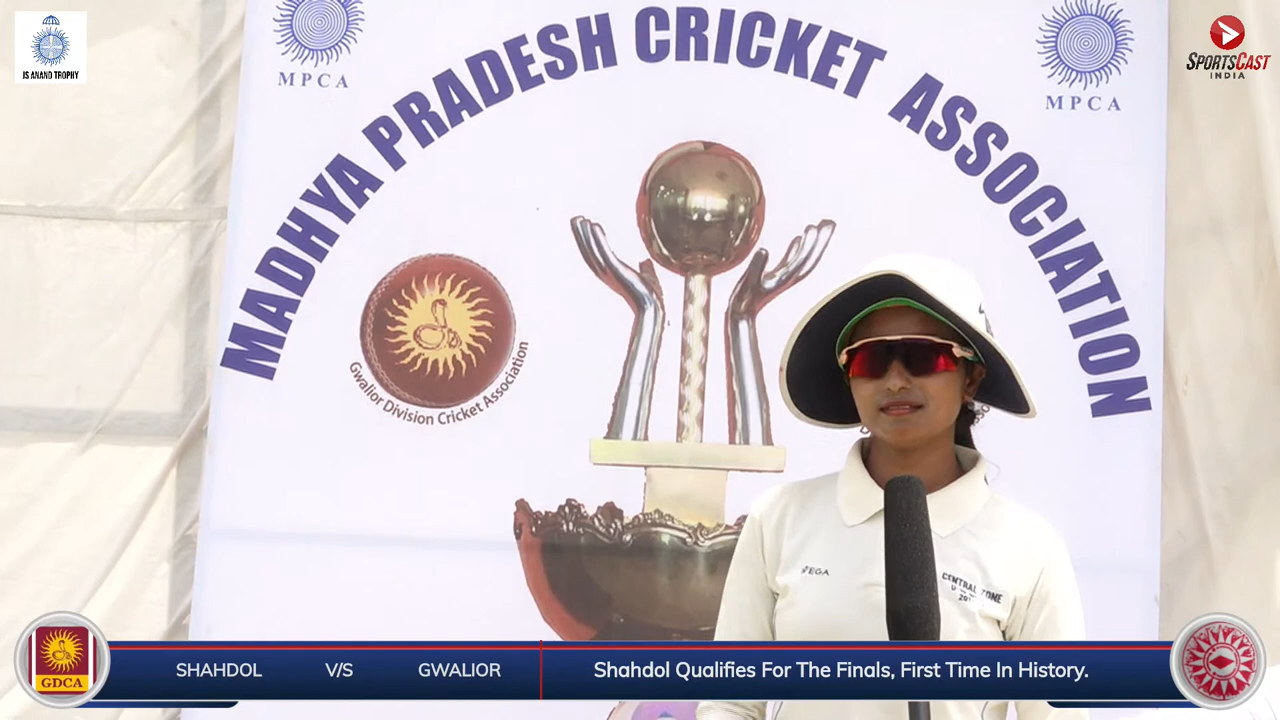 IS ANAND TROPHY
MPCA
MADHYA PRADESH CRICKET ASSOCIATION
MPCA
SPORTSCAST
INDIA
Gwalior Division Cricket Association
CENTRAL ZONE
GDCA
SHAHDOL V/S GWALIOR
Shahdol Qualifies For The Finals, First Time In History.